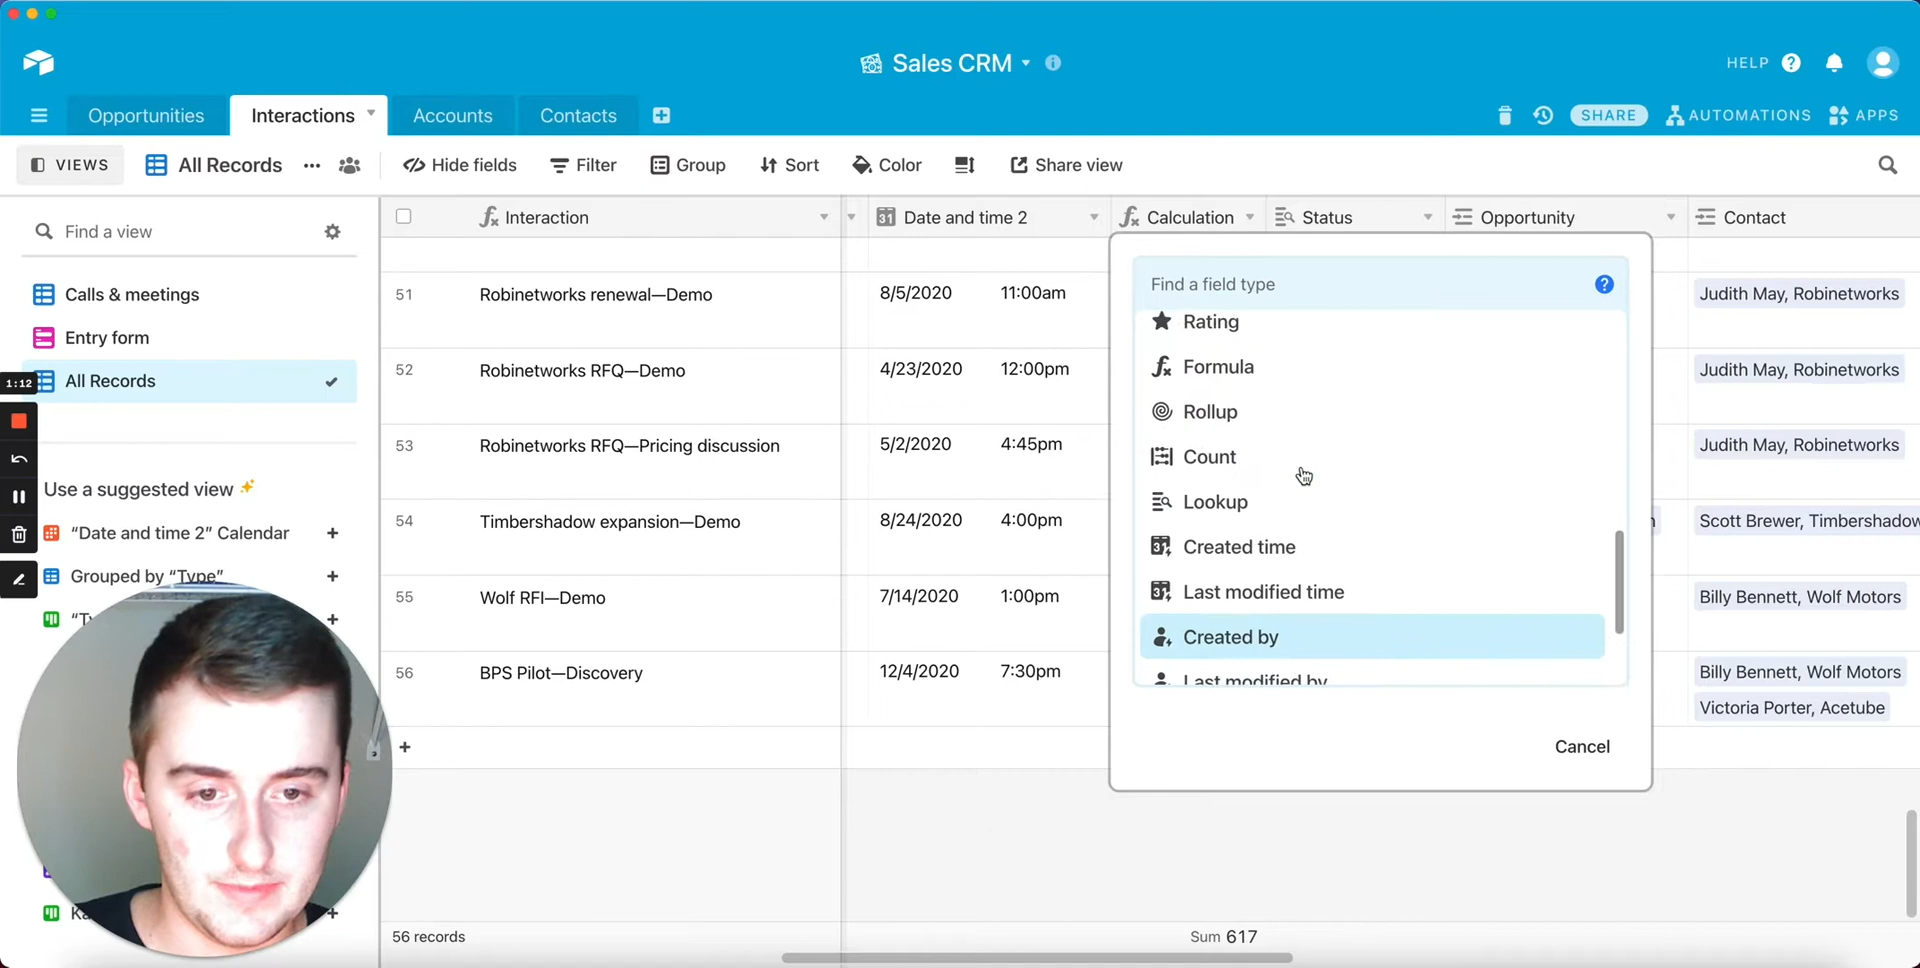 Sales CRM
HELP
Opportunities
Interactions
Accounts
Contacts
SHARE
AUTOMATIONS
APPS
VIEWS
All Records
Hide fields
Filter
Group
Sort
Color
Share view
Find a view
Calls & meetings
Entry form
All Records
1:12
Use a suggested view
“Date and time 2” Calendar
Grouped by “Type”
Interaction
Date and time 2
Calculation
Status
Opportunity
Contact
51 Robinetworks renewal—Demo 8/5/2020 11:00am Judith May, Robinetworks
52 Robinetworks RFQ—Demo 4/23/2020 12:00pm Judith May, Robinetworks
53 Robinetworks RFQ—Pricing discussion 5/2/2020 4:45pm Judith May, Robinetworks
54 Timbershadow expansion—Demo 8/24/2020 4:00pm Scott Brewer, Timbershadow
55 Wolf RFI—Demo 7/14/2020 1:00pm Billy Bennett, Wolf Motors
56 BPS Pilot—Discovery 12/4/2020 7:30pm Billy Bennett, Wolf Motors
Victoria Porter, Acetube
Find a field type
Rating
Formula
Rollup
Count
Lookup
Created time
Last modified time
Created by
Last modified by
Cancel
56 records
Sum 617